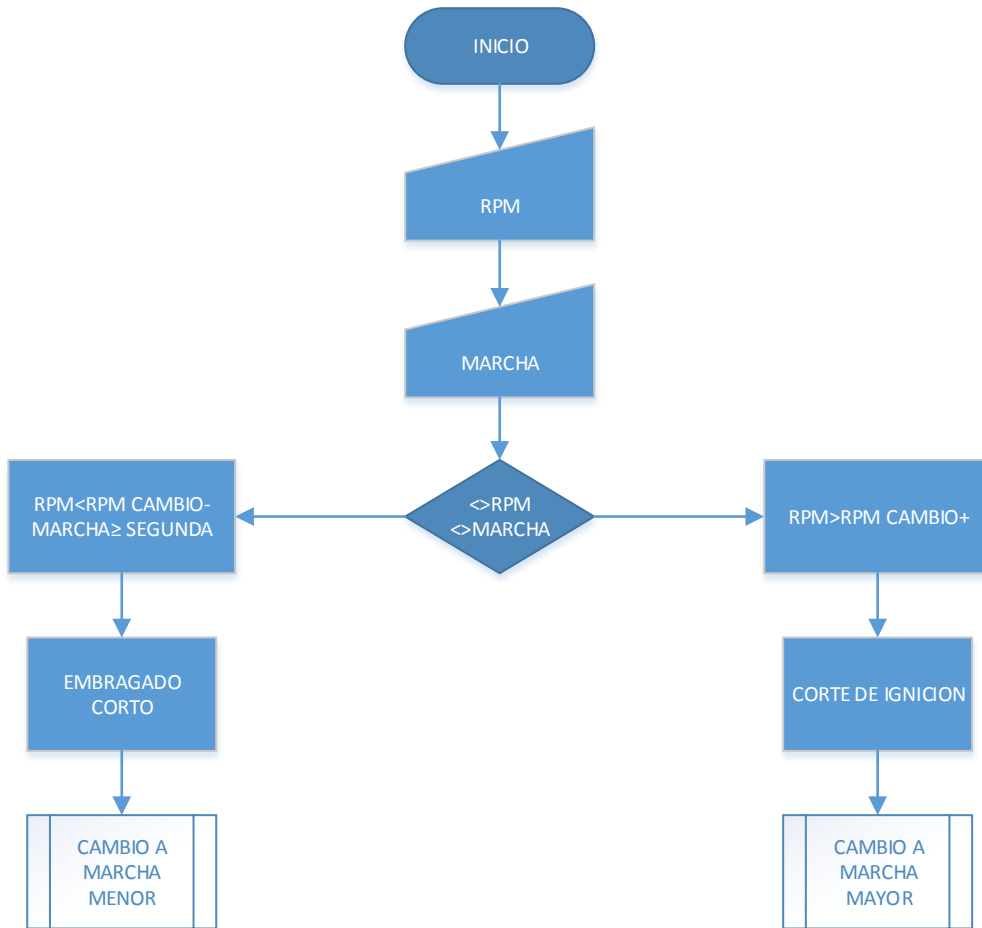 INICIO
RPM
MARCHA
<>RPM
<>MARCHA
RPM<RPM CAMBIO-
MARCHA≥ SEGUNDA
RPM>RPM CAMBIO+
EMBRAGADO
CORTO
CORTE DE IGNICION
CAMBIO A
MARCHA
MENOR
CAMBIO A
MARCHA
MAYOR